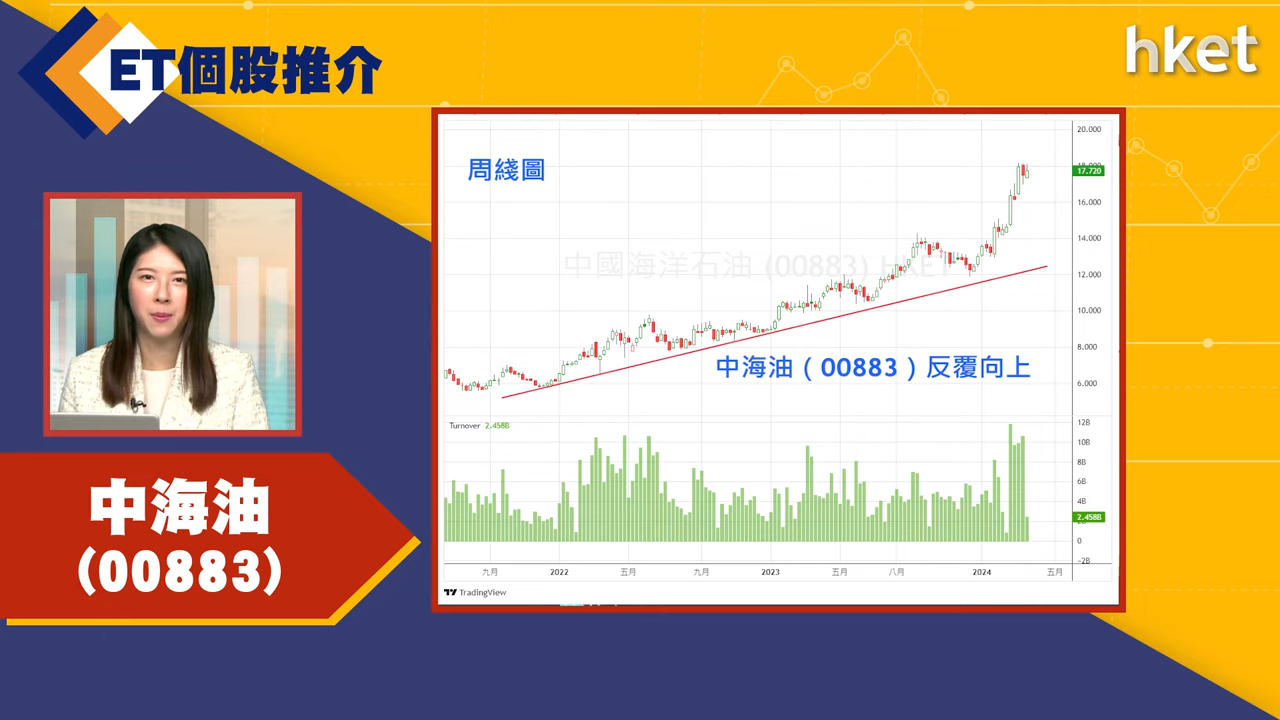 ET個股推介
hket
周綫圖
20.000
18.000
17.720
16.000
14.000
中國海洋石油 (00883) HKET
12.000
10.000
8.000
中海油（00883）反覆向上
6.000
Turnover 2.458B
12B
10B
8B
6B
4B
2.458B
0
-2B
九月 2022 五月 九月 2023 五月 八月 2024 五月
TradingView
中海油
(00883)